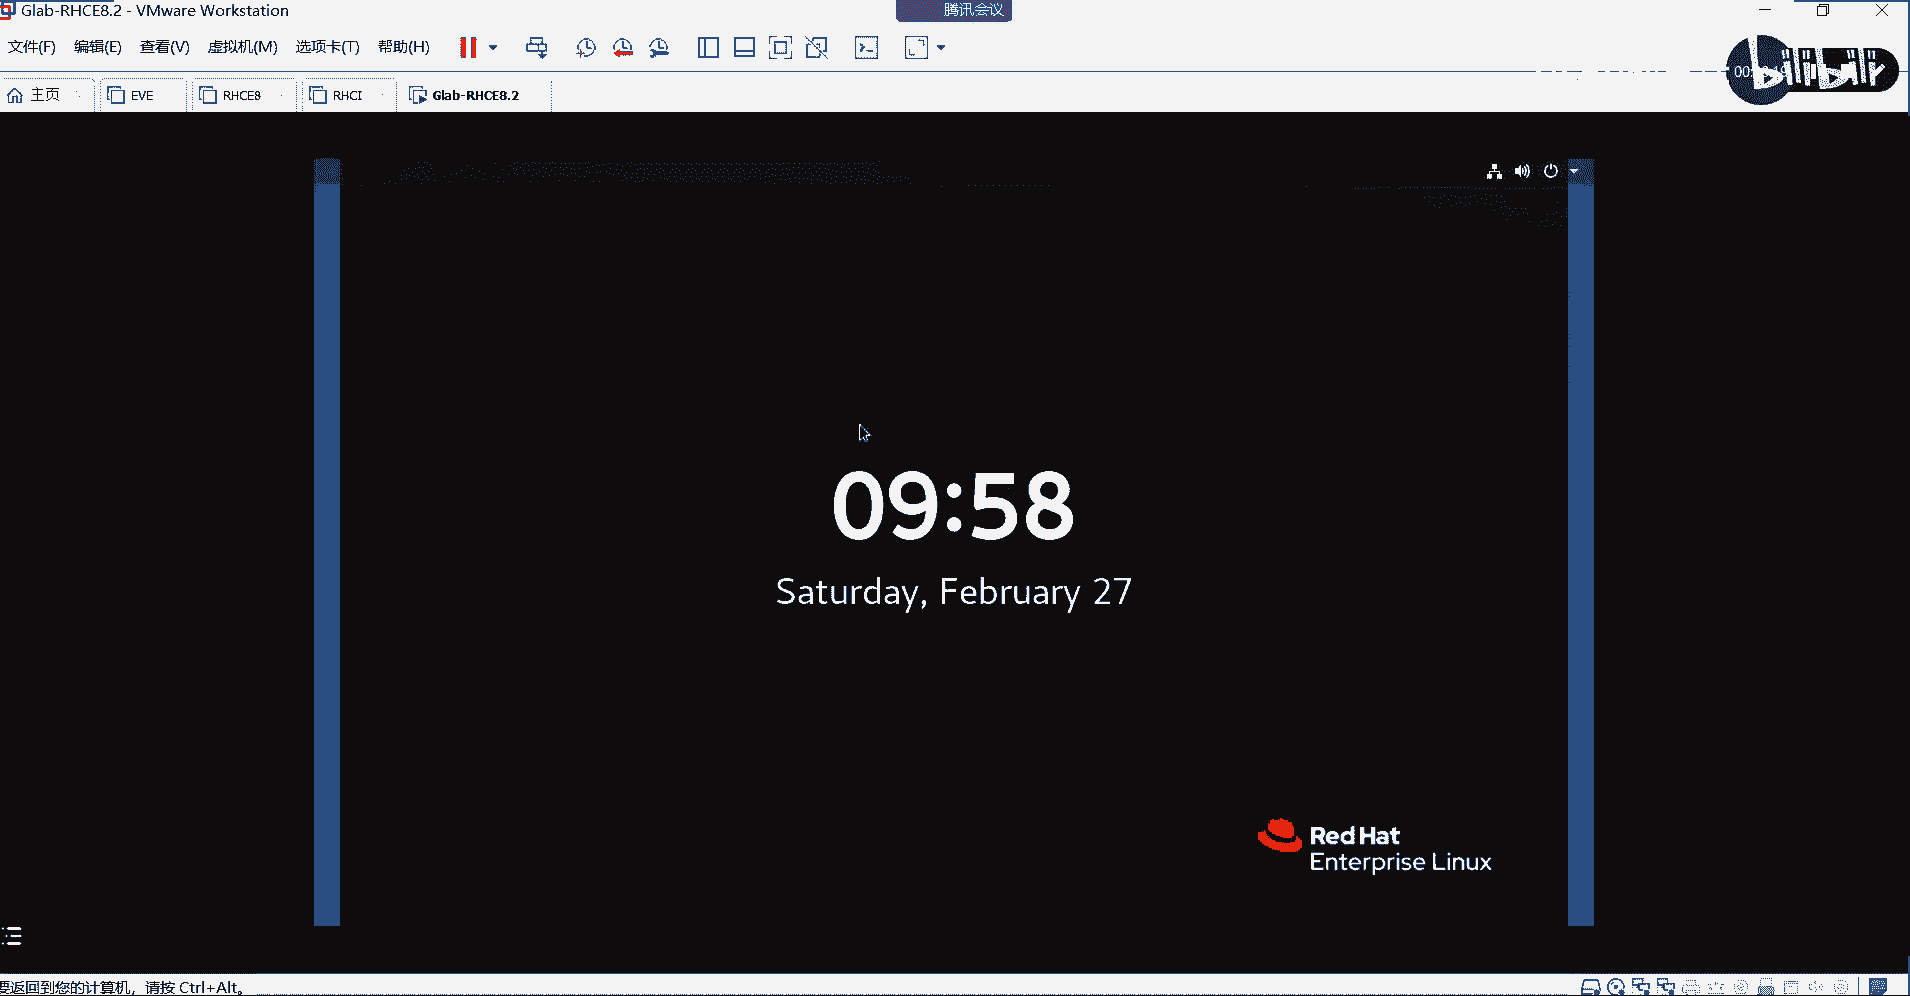 Glab-RHCE8.2 - VMware Workstation
腾讯会议
文件(F) 编辑(E) 查看(V) 虚拟机(M) 选项卡(T) 帮助(H)
bilibili
主页 EVE RHCE8 RHCI Glab-RHCE8.2
09:58
Saturday, February 27
Red Hat
Enterprise Linux
要返回到您的计算机，请按 Ctrl+Alt。